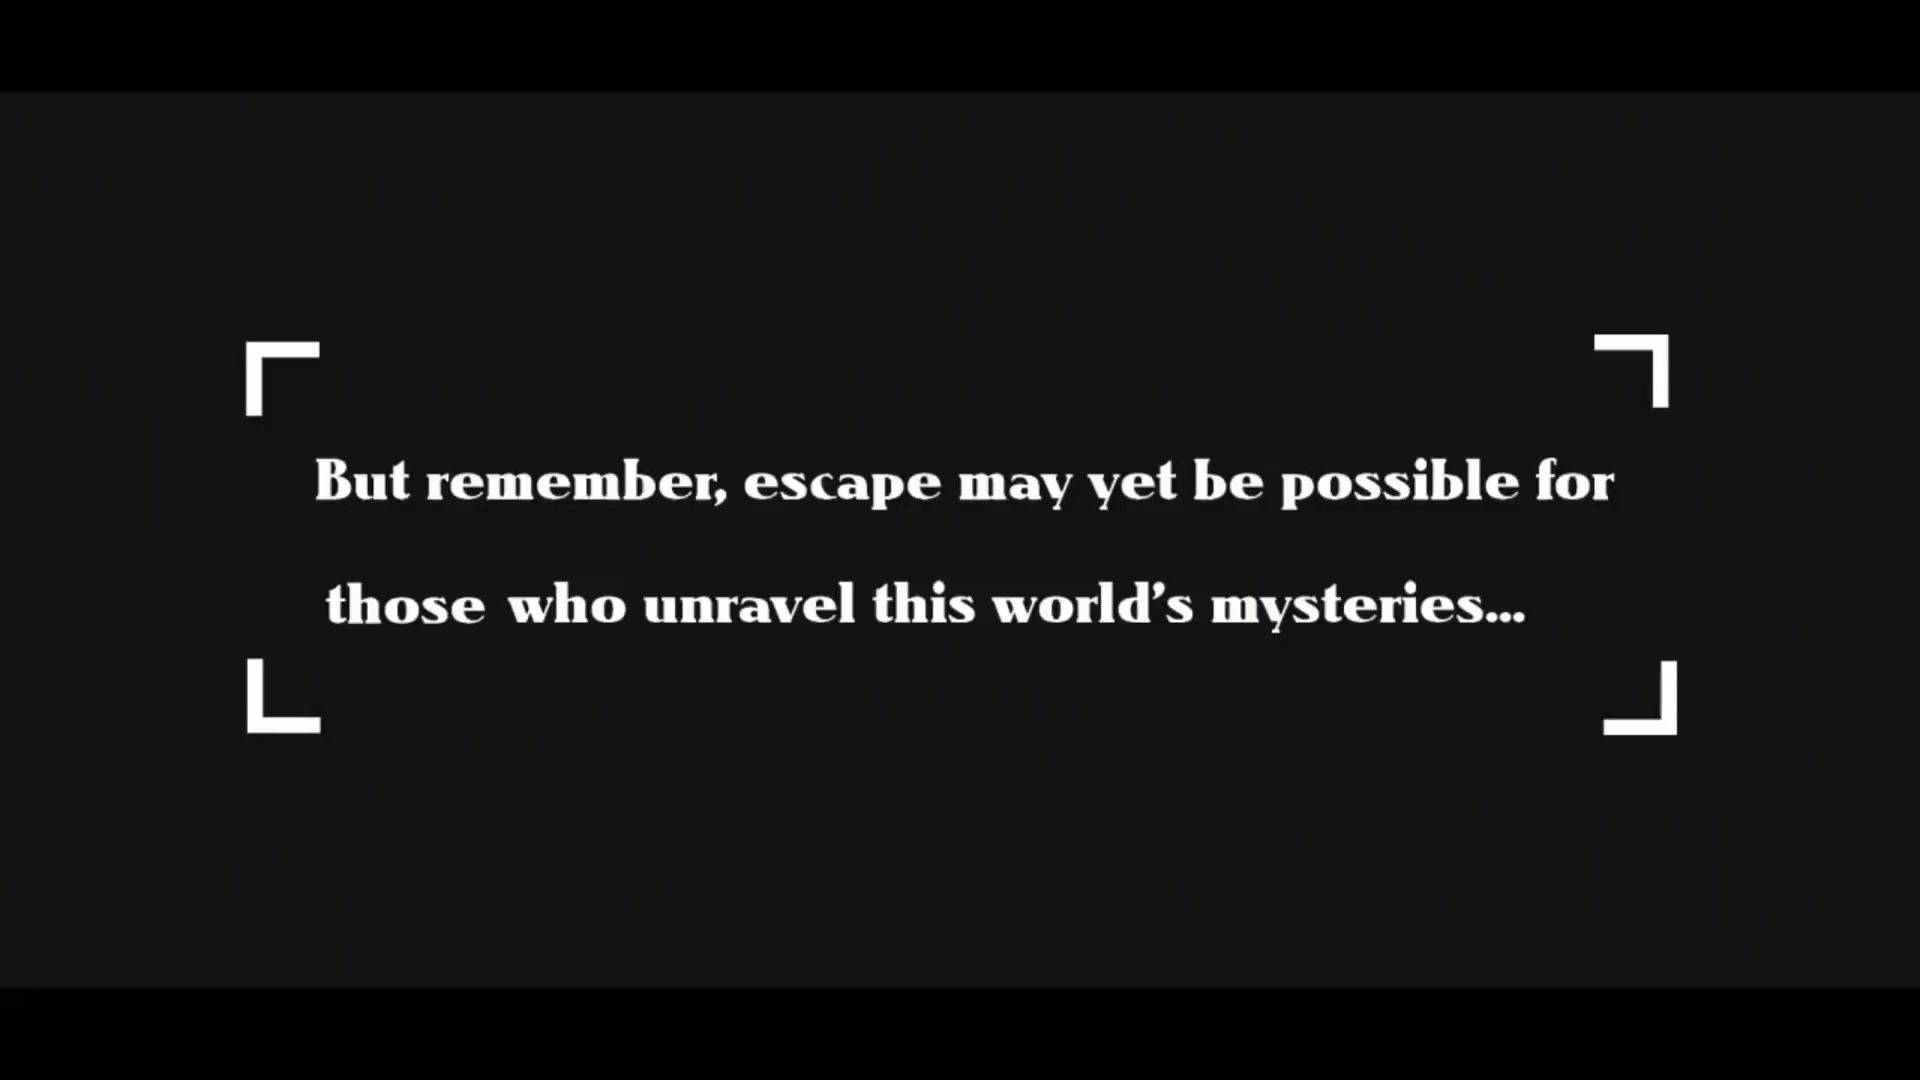 But remember, escape may yet be possible for
those who unravel this world's mysteries...